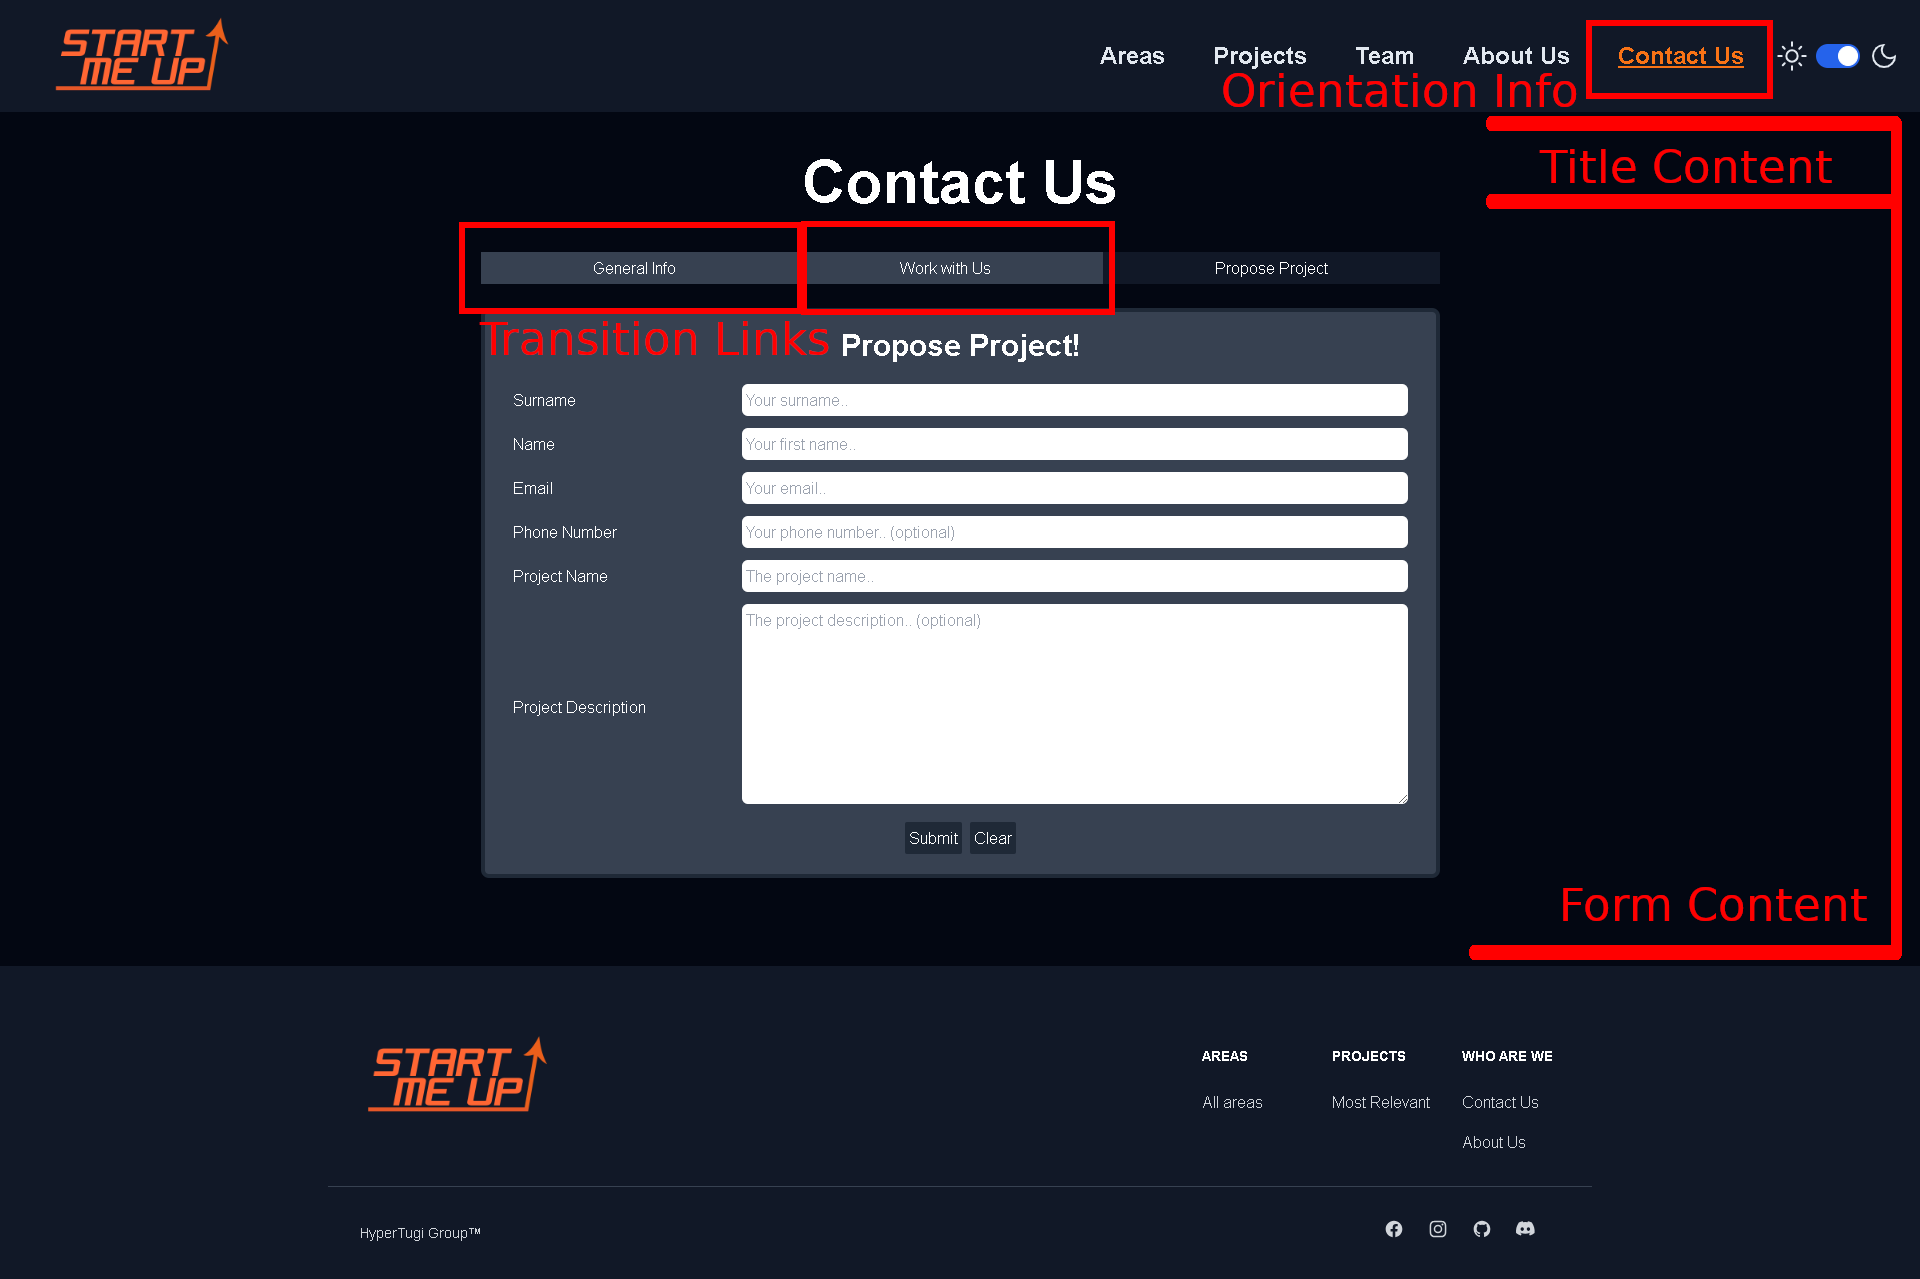 START
ME UP
Areas Projects Team About Us Contact Us
Orientation Info
Title Content
Contact Us
General Info Work with Us Propose Project
Transition Links
Propose Project!
Surname Your surname..
Name Your first name..
Email Your email..
Phone Number Your phone number.. (optional)
Project Name The project name..
The project description.. (optional)
Project Description
Submit Clear
Form Content
START
ME UP
AREAS PROJECTS WHO ARE WE
All areas Most Relevant Contact Us
About Us
HyperTugi Group™